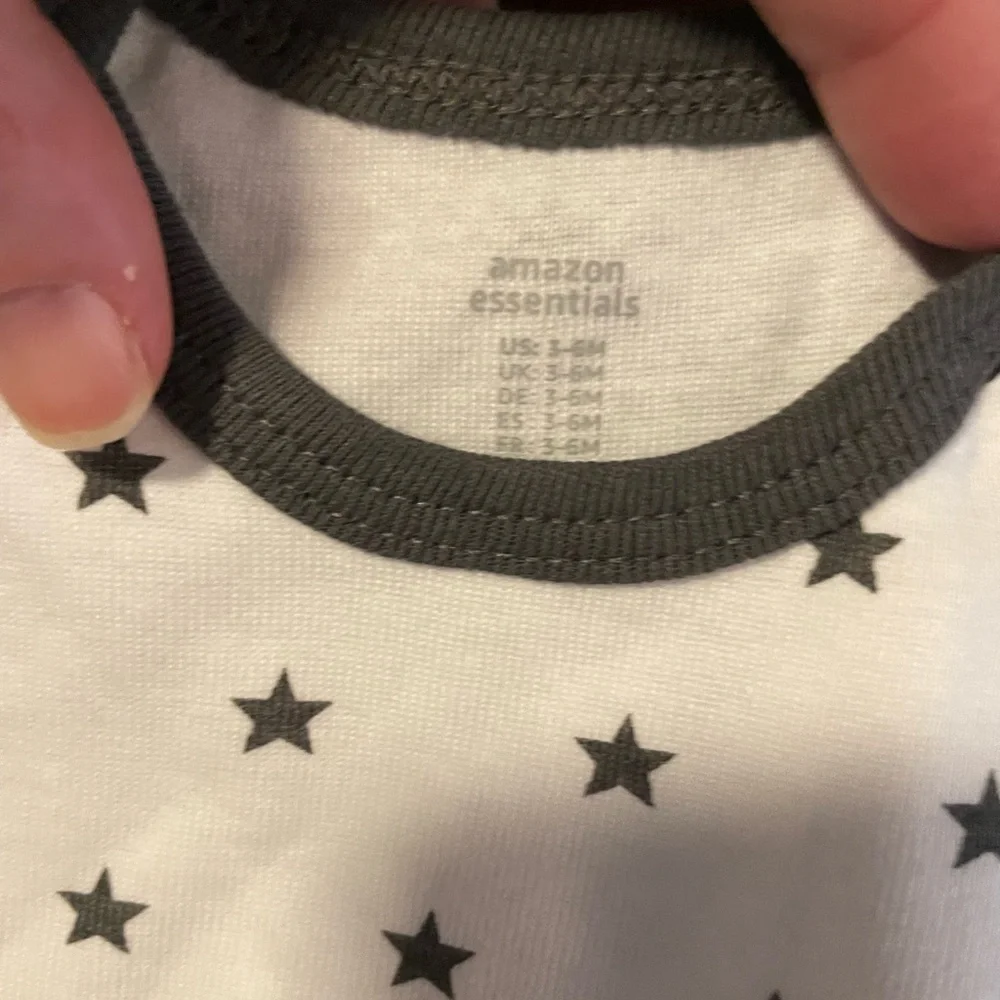 amazon
essentials
US: 3-6M
UK: 3-6M
DE: 3-6M
ES: 3-6M
FR: 3-6M